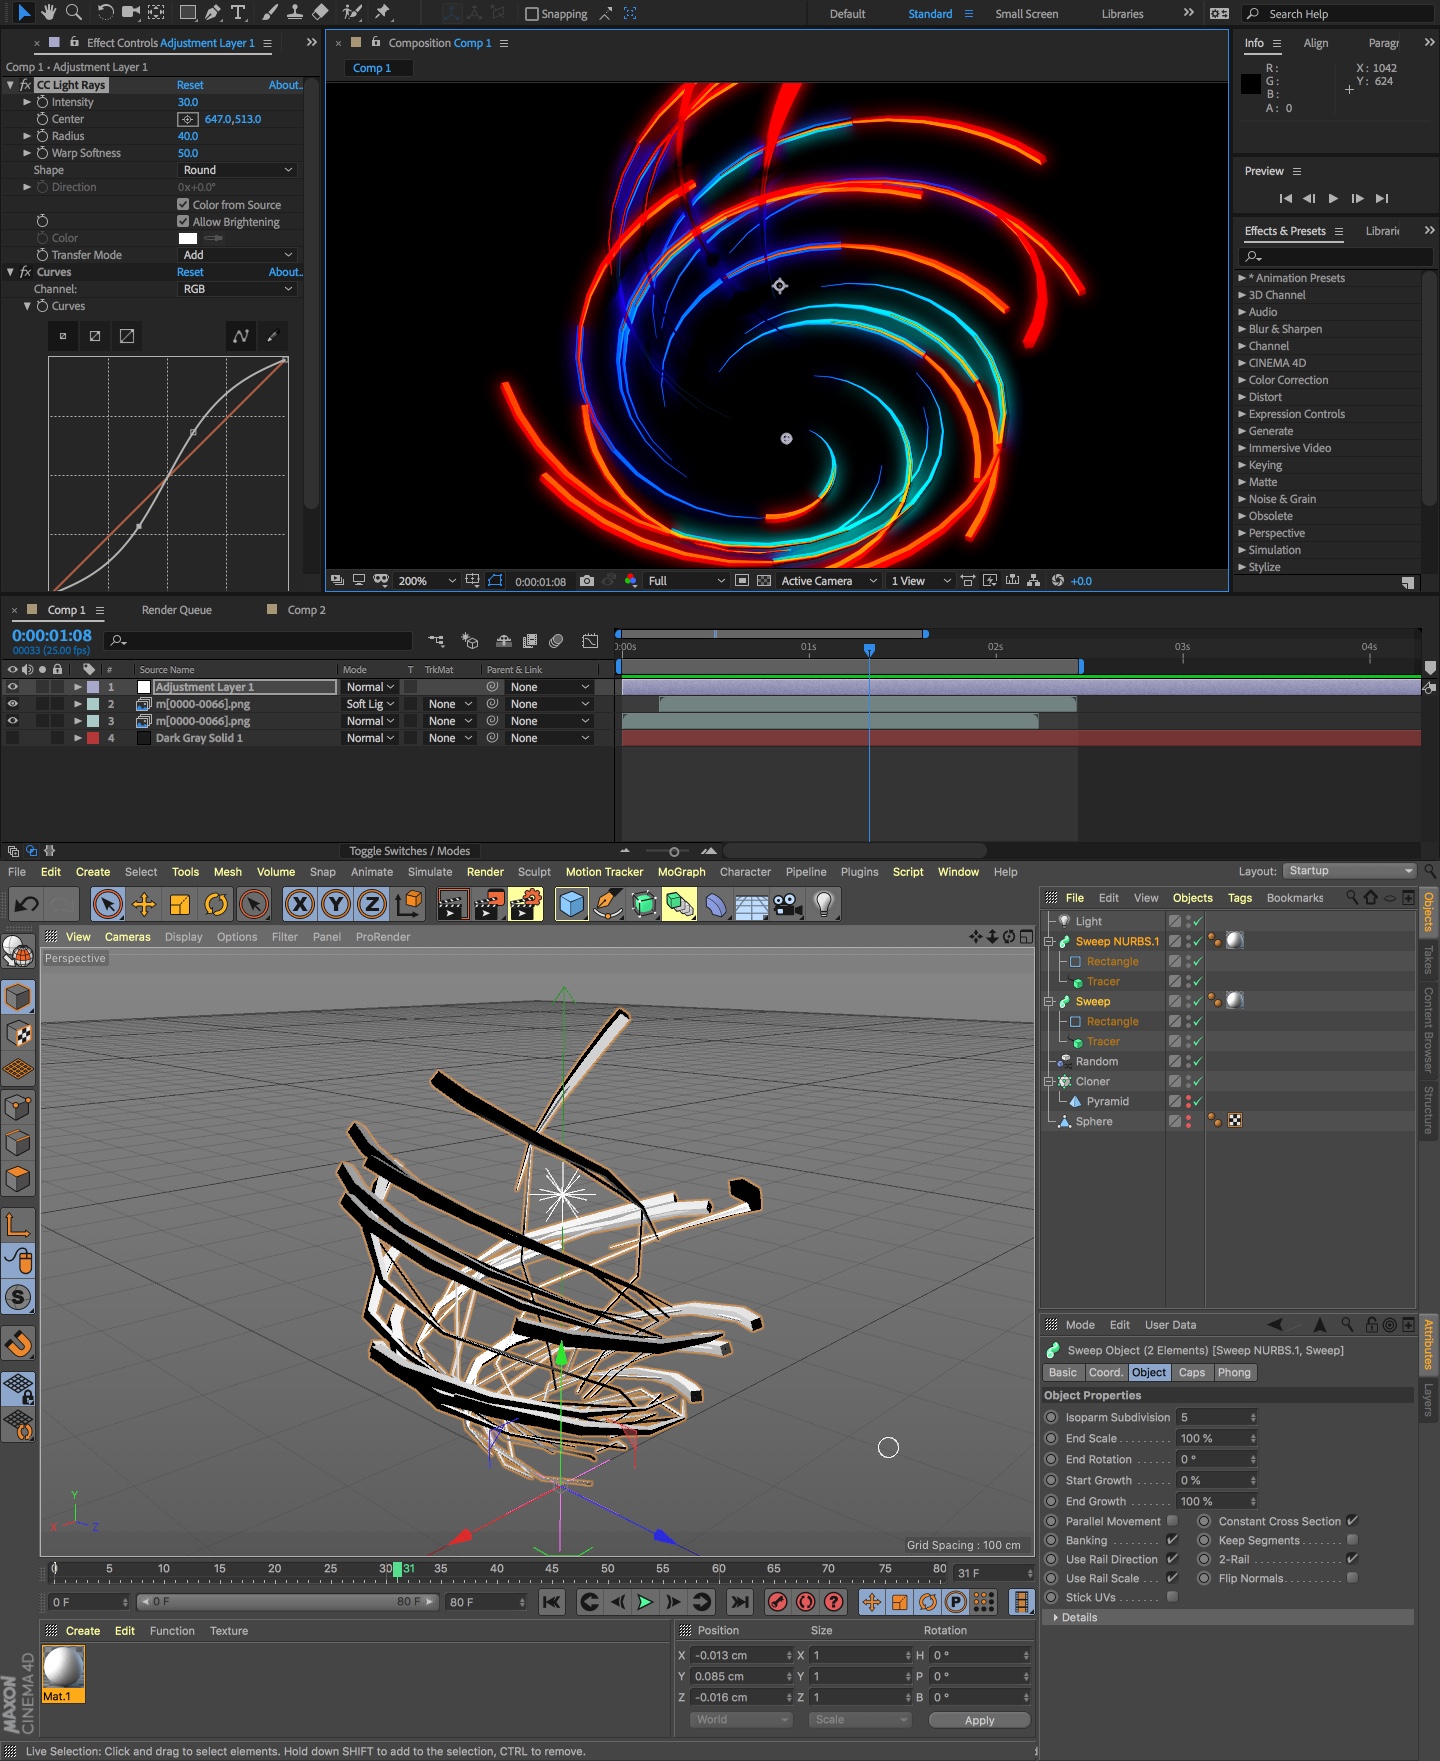 Snapping
Default
Standard
Small Screen
Libraries
Search Help
Effect Controls Adjustment Layer 1
Comp 1 • Adjustment Layer 1
fx CC Light Rays Reset About..
Intensity 30.0
Center 647.0,513.0
Radius 40.0
Warp Softness 50.0
Shape Round
Direction 0x+0.0°
Color from Source
Allow Brightening
Color
Transfer Mode Add
fx Curves Reset About..
Channel: RGB
Curves
Composition Comp 1
Comp 1
200% 0:00:01:08 Full Active Camera 1 View +0.0
Info Align Paragr
R: X: 1042
G: Y: 624
B:
A: 0
Preview
Effects & Presets Librari
* Animation Presets
3D Channel
Audio
Blur & Sharpen
Channel
CINEMA 4D
Color Correction
Distort
Expression Controls
Generate
Immersive Video
Keying
Matte
Noise & Grain
Obsolete
Perspective
Simulation
Stylize
Comp 1 Render Queue Comp 2
0:00:01:08
00033 (25.00 fps)
:00s 01s 02s 03s 04s
# Source Name Mode T TrkMat Parent & Link
1 Adjustment Layer 1 Normal None
2 m[0000-0066].png Soft Lig None None
3 m[0000-0066].png Normal None None
4 Dark Gray Solid 1 Normal None None
Toggle Switches / Modes
File Edit Create Select Tools Mesh Volume Snap Animate Simulate Render Sculpt Motion Tracker MoGraph Character Pipeline Plugins Script Window Help
Layout: Startup
X Y Z
View Cameras Display Options Filter Panel ProRender
Perspective
Y
X Z
Grid Spacing : 100 cm
File Edit View Objects Tags Bookmarks
Light
Sweep NURBS.1
Rectangle
Tracer
Sweep
Rectangle
Tracer
Random
Cloner
Pyramid
Sphere
Objects
Takes
Content Browser
Structure
Mode Edit User Data
Sweep Object (2 Elements) [Sweep NURBS.1, Sweep]
Basic Coord. Object Caps Phong
Object Properties
Isoparm Subdivision 5
End Scale . . . . . . . . 100 %
End Rotation . . . . . 0 °
Start Growth . . . . . 0 %
End Growth . . . . . . 100 %
Parallel Movement Constant Cross Section
Banking . . . . . . . . Keep Segments . . . . . .
Use Rail Direction 2-Rail . . . . . . . . . . . . . .
Use Rail Scale . . . Flip Normals . . . . . . . .
Stick UVs . . . . . . .
Details
Attributes
Layers
0 5 10 15 20 25 30 31 35 40 45 50 55 60 65 70 75 80 31 F
0 F 0 F 80 F 80 F
Create Edit Function Texture
Mat.1
Position Size Rotation
X -0.013 cm X 1 H 0 °
Y 0.085 cm Y 1 P 0 °
Z -0.016 cm Z 1 B 0 °
World Scale Apply
MAXON
CINEMA4D
Live Selection: Click and drag to select elements. Hold down SHIFT to add to the selection, CTRL to remove.